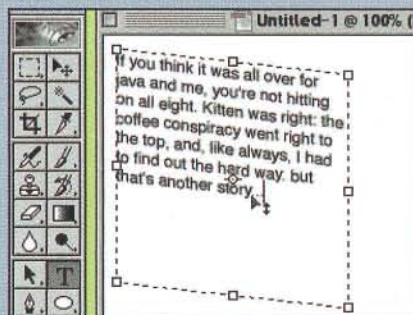 Untitled-1 @ 100% (
If you think it was all over for
java and me, you're not hitting
on all eight. Kitten was right: the
coffee conspiracy went right to
the top, and, like always, I had
to find out the hard way. but
that's another story.
T